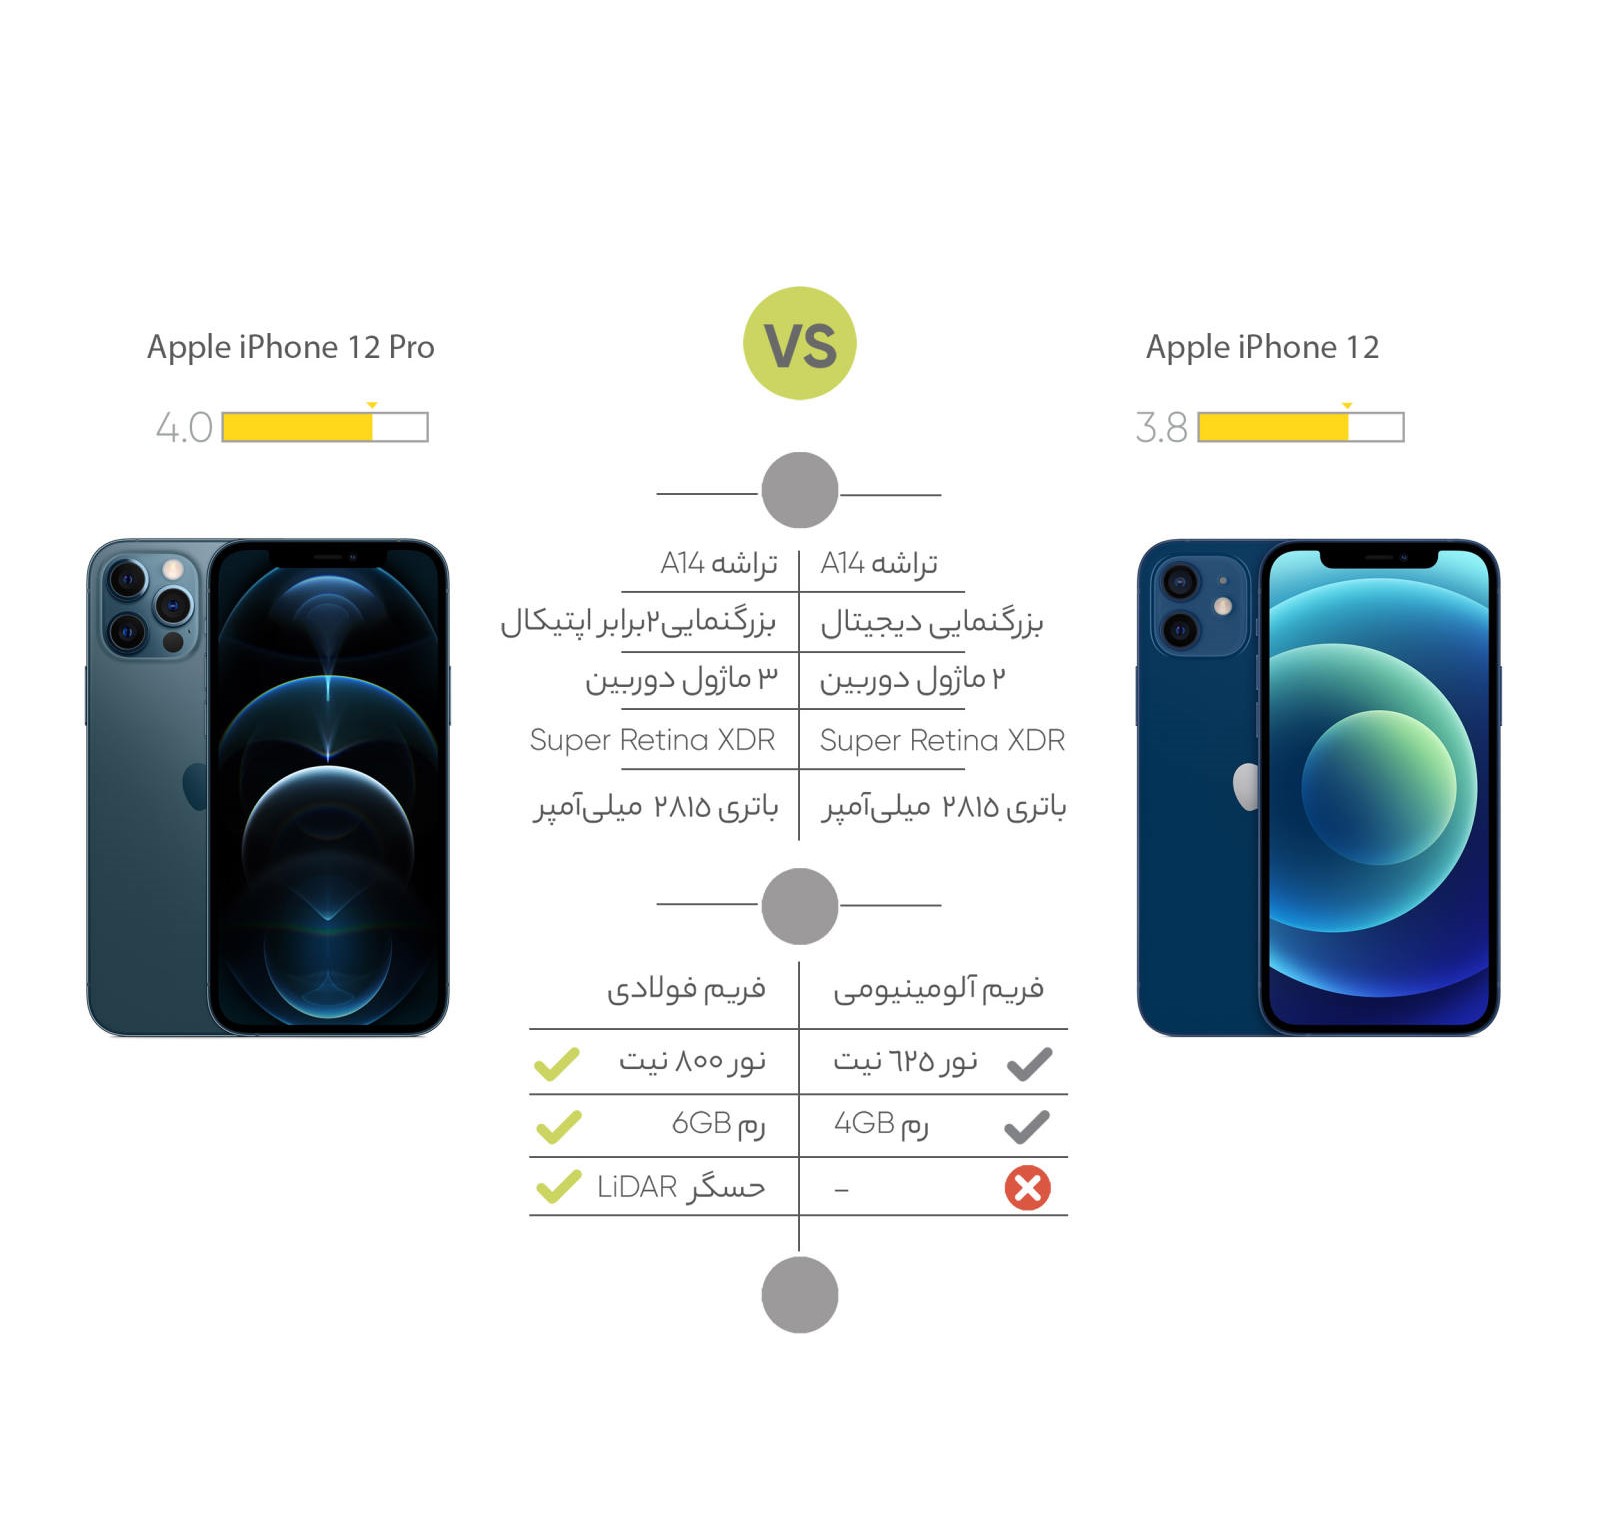 VS
Apple iPhone 12 Pro
Apple iPhone 12
4.0
3.8
تراشه A14
تراشه A14
بزرگنمایی دیجیتال
بزرگنمایی۲برابر اپتیکال
۲ ماژول دوربین
۳ ماژول دوربین
Super Retina XDR
Super Retina XDR
باتری ۲۸۱۵ میلی‌آمپر
باتری ۲۸۱۵ میلی‌آمپر
فریم آلومینیومی
فریم فولادی
نور ٦۲۵ نیت
نور ۸۰۰ نیت
رم 4GB
رم 6GB
–
حسگر LiDAR